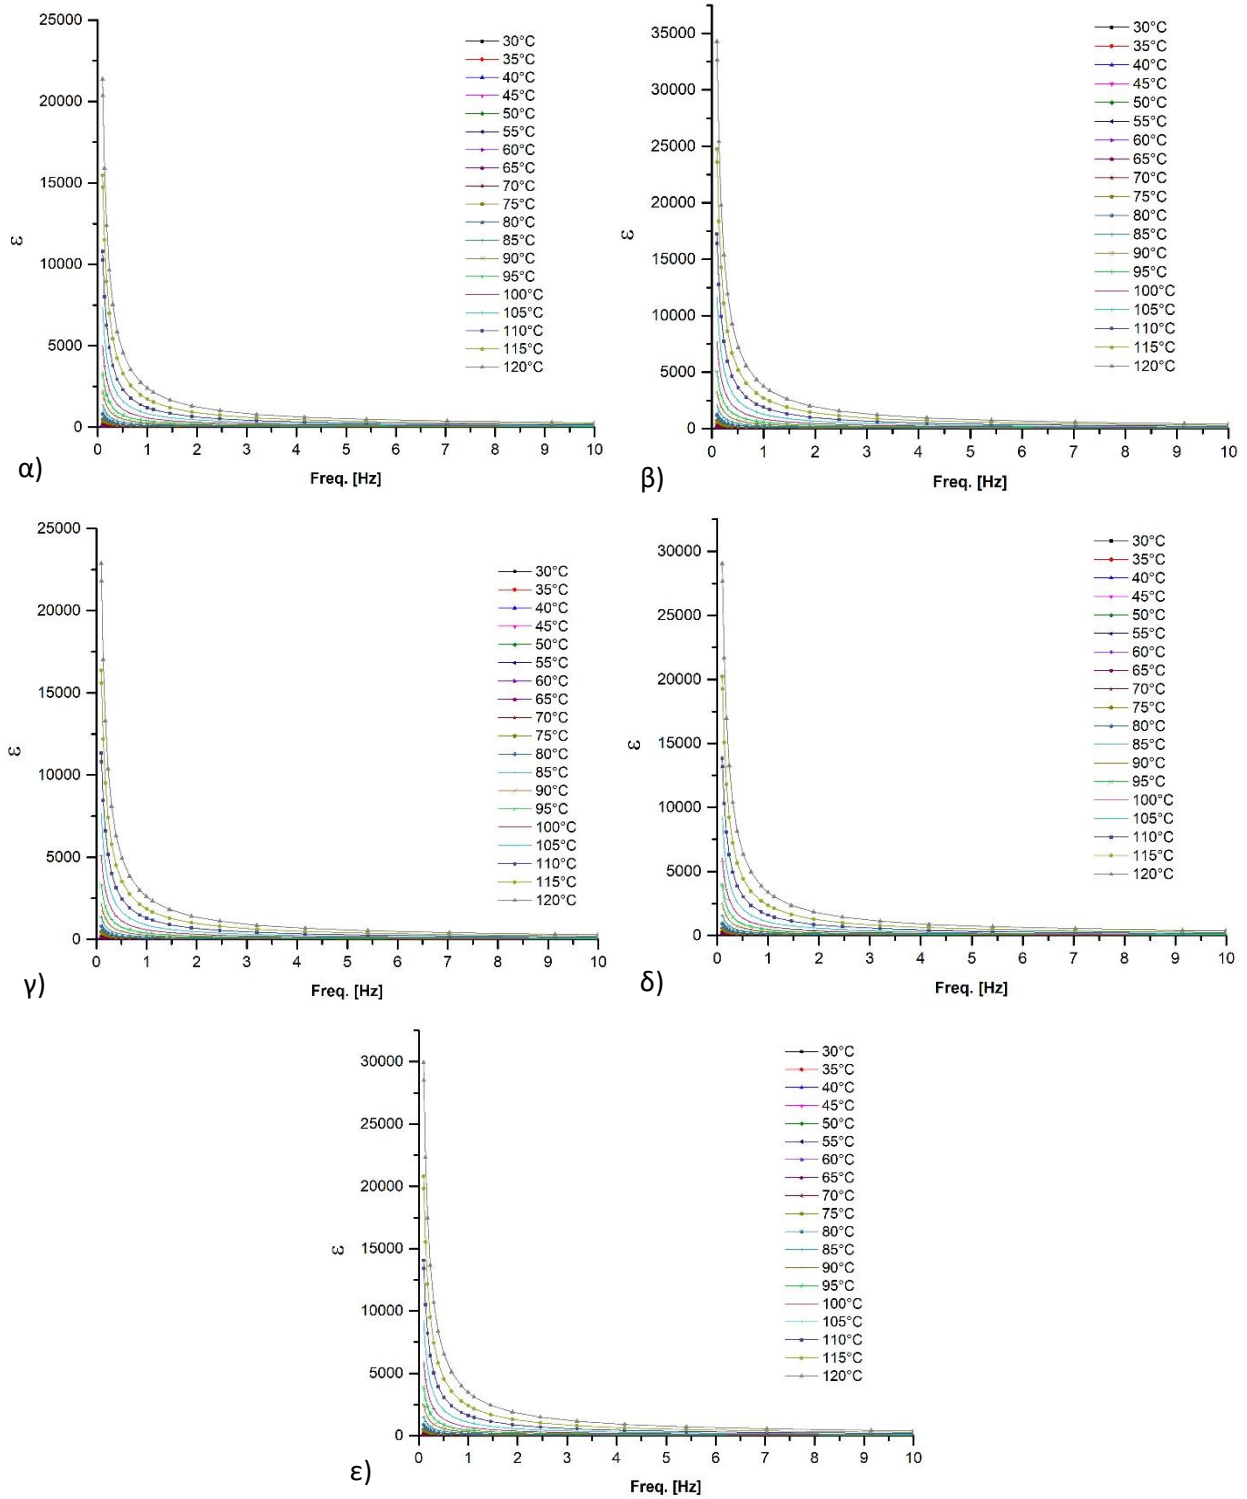 25000
20000
15000
10000
5000
0
ε
0 1 2 3 4 5 6 7 8 9 10
Freq. [Hz]
30°C
35°C
40°C
45°C
50°C
55°C
60°C
65°C
70°C
75°C
80°C
85°C
90°C
95°C
100°C
105°C
110°C
115°C
120°C
α)
35000
30000
25000
20000
15000
10000
5000
0
ε
0 1 2 3 4 5 6 7 8 9 10
Freq. [Hz]
30°C
35°C
40°C
45°C
50°C
55°C
60°C
65°C
70°C
75°C
80°C
85°C
90°C
95°C
100°C
105°C
110°C
115°C
120°C
β)
25000
20000
15000
10000
5000
0
ε
0 1 2 3 4 5 6 7 8 9 10
Freq. [Hz]
30°C
35°C
40°C
45°C
50°C
55°C
60°C
65°C
70°C
75°C
80°C
85°C
90°C
95°C
100°C
105°C
110°C
115°C
120°C
γ)
30000
25000
20000
15000
10000
5000
0
ε
0 1 2 3 4 5 6 7 8 9 10
Freq. [Hz]
30°C
35°C
40°C
45°C
50°C
55°C
60°C
65°C
70°C
75°C
80°C
85°C
90°C
95°C
100°C
105°C
110°C
115°C
120°C
δ)
30000
25000
20000
15000
10000
5000
0
ε
0 1 2 3 4 5 6 7 8 9 10
Freq. [Hz]
30°C
35°C
40°C
45°C
50°C
55°C
60°C
65°C
70°C
75°C
80°C
85°C
90°C
95°C
100°C
105°C
110°C
115°C
120°C
ε)